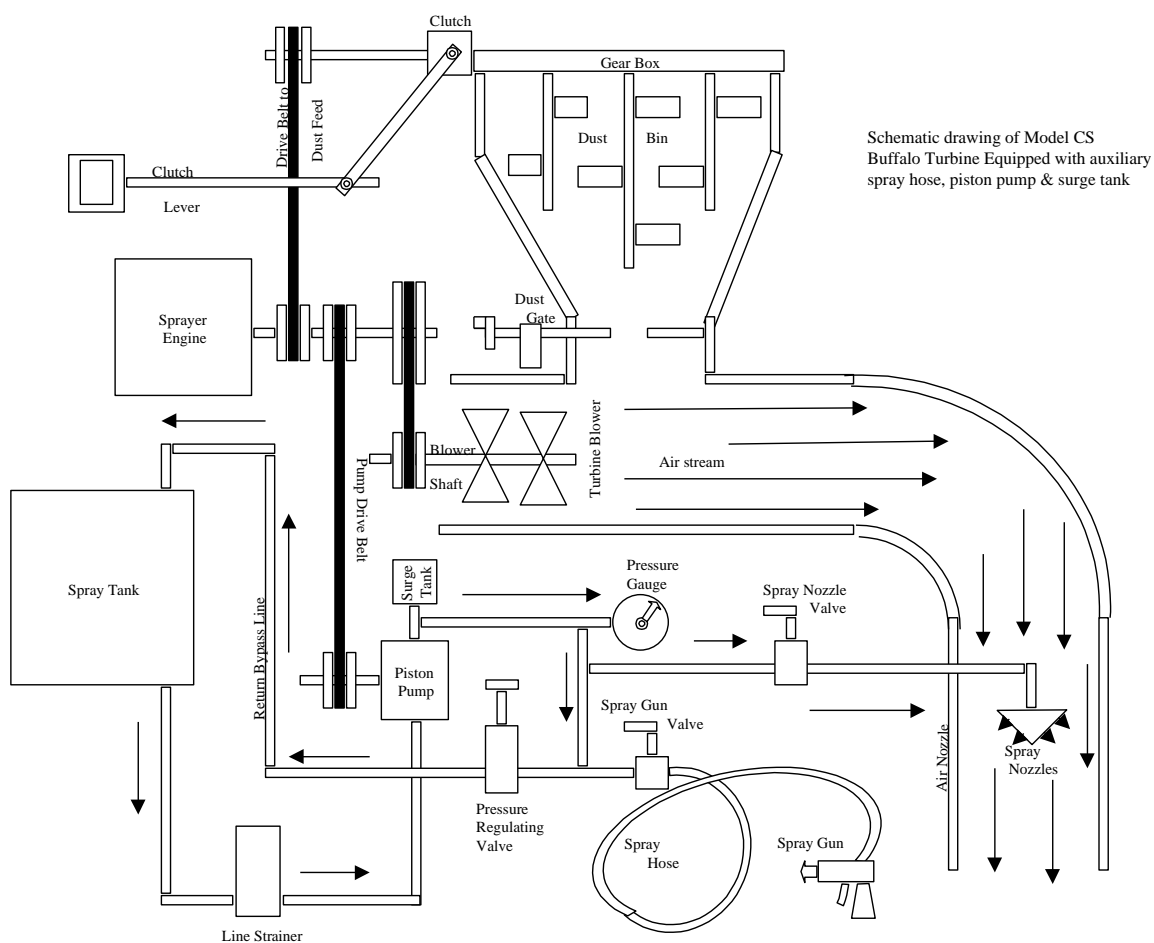 Clutch
Gear Box
Drive Belt to
Dust Feed
Dust Bin
Schematic drawing of Model CS
Buffalo Turbine Equipped with auxiliary
spray hose, piston pump & surge tank
Clutch
Lever
Sprayer
Engine
Dust
Gate
Blower
Shaft
Turbine Blower
Air stream
Pump Drive Belt
Spray Tank
Return Bypass Line
Surge
Tank
Pressure
Gauge
Spray Nozzle
Valve
Piston
Pump
Spray Gun
Valve
Air Nozzle
Spray
Nozzles
Pressure
Regulating
Valve
Spray
Hose
Spray Gun
Line Strainer